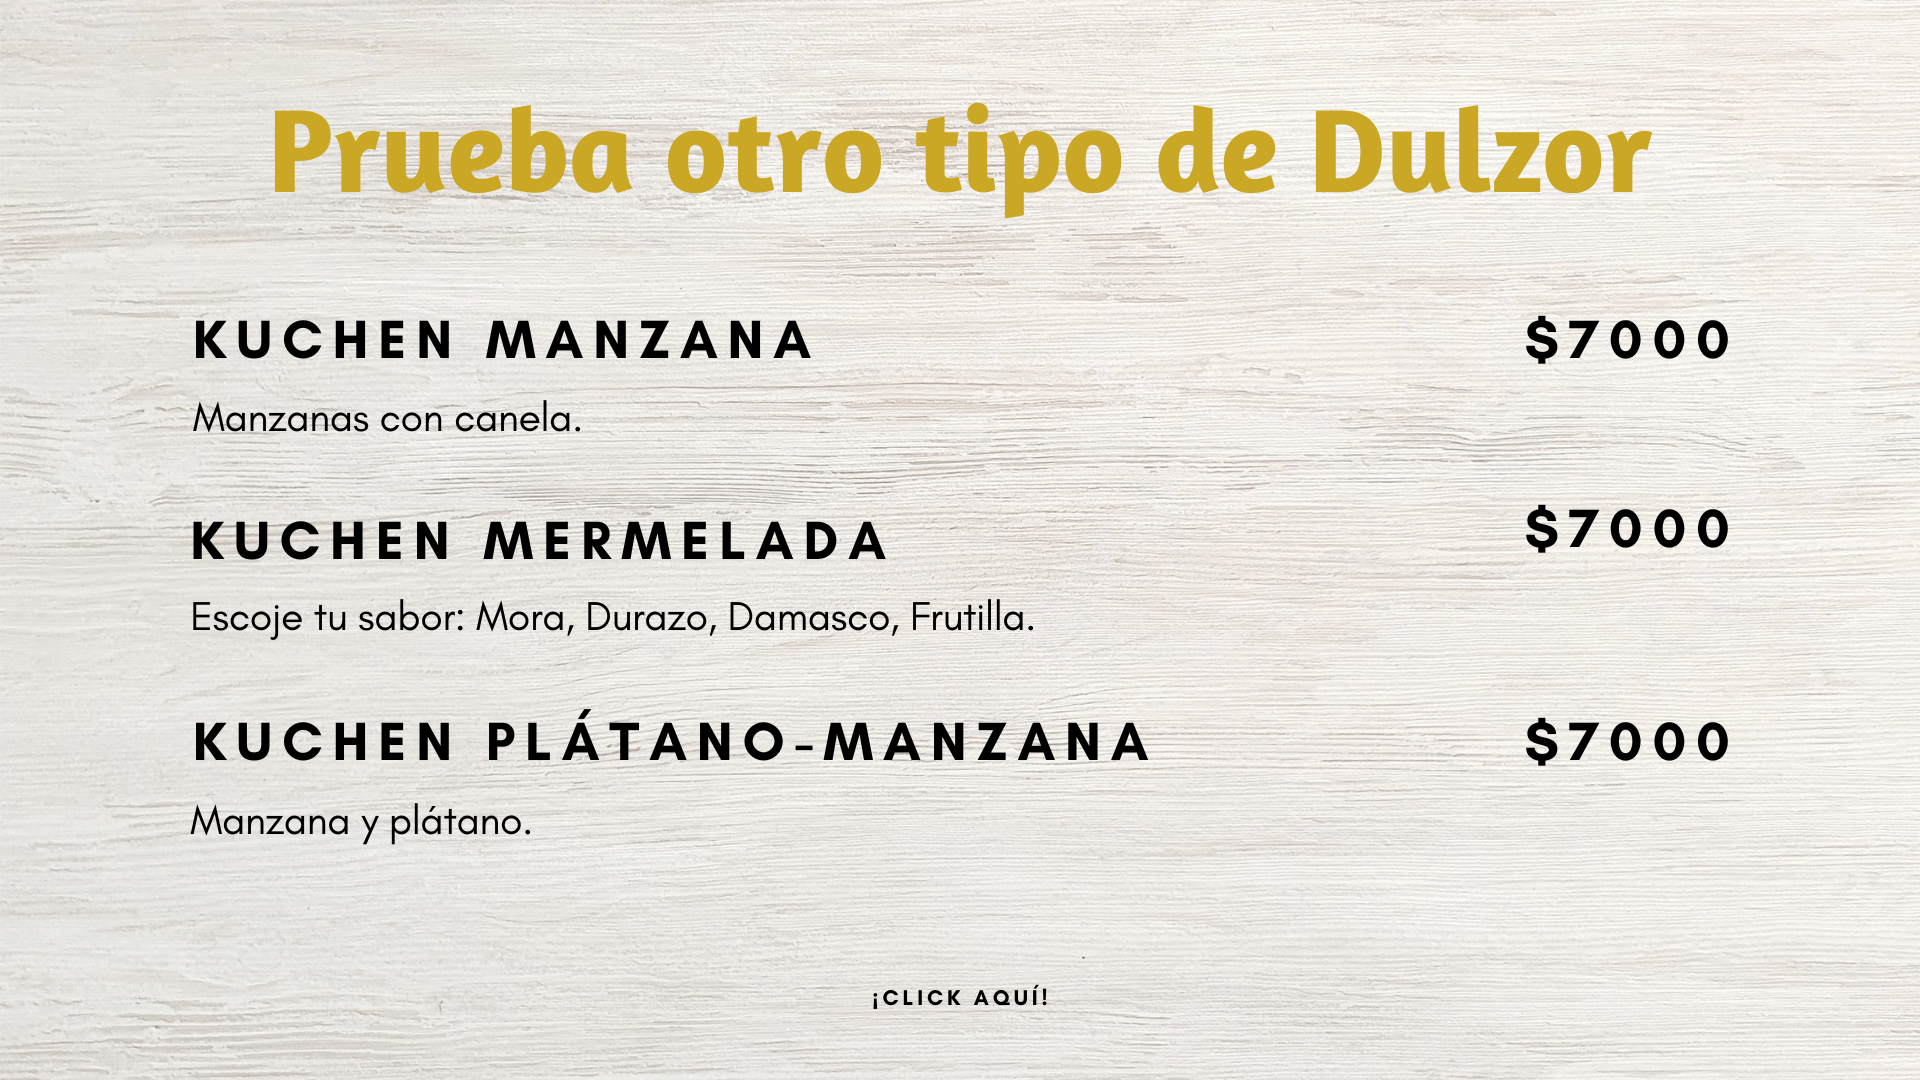 Prueba otro tipo de Dulzor
KUCHEN MANZANA $7000
Manzanas con canela.
KUCHEN MERMELADA $7000
Escoje tu sabor: Mora, Durazo, Damasco, Frutilla.
KUCHEN PLÁTANO-MANZANA $7000
Manzana y plátano.
¡CLICK AQUÍ!